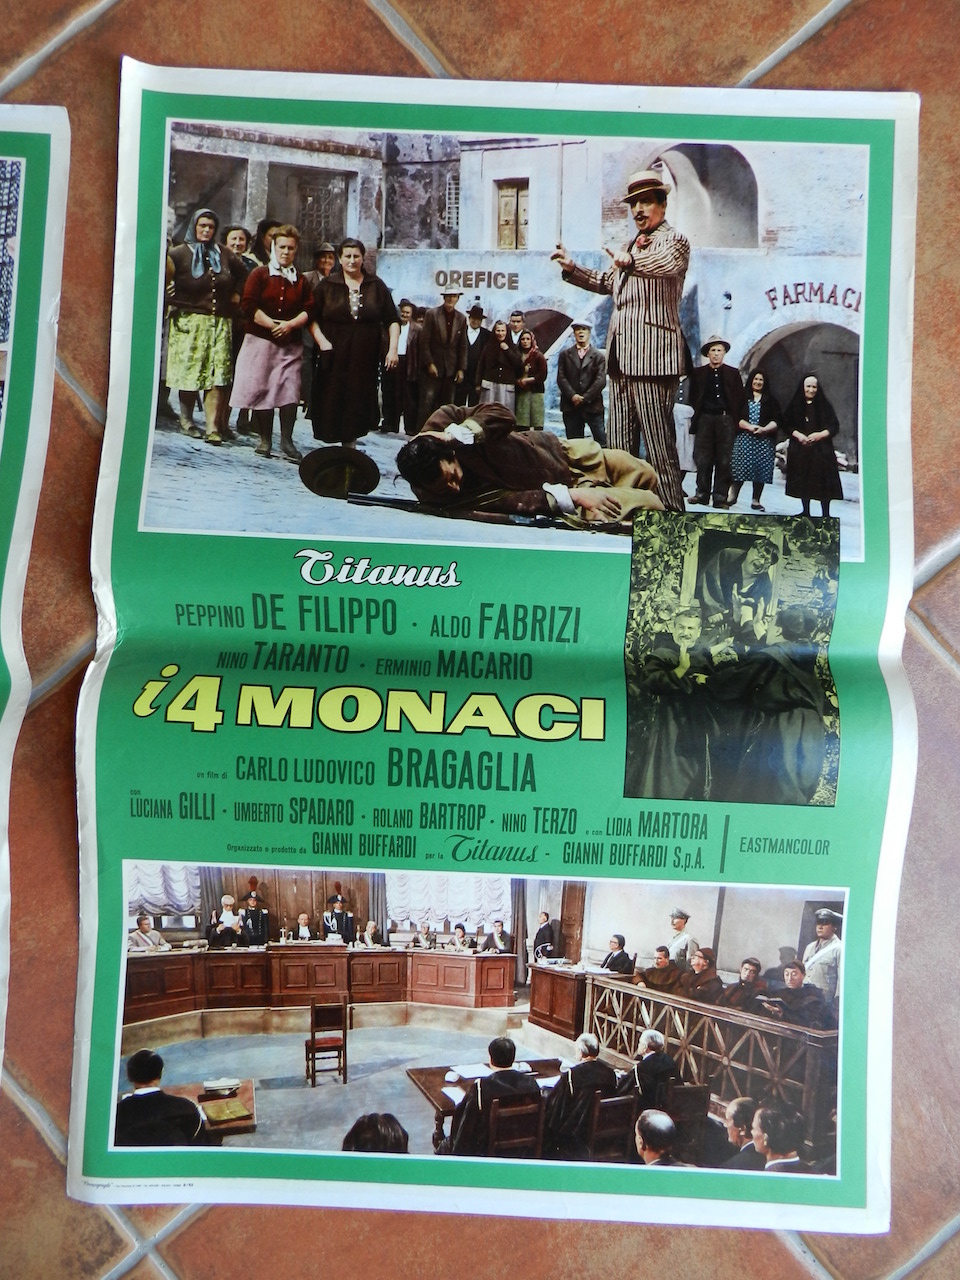 OREFICE
FARMACI
Titanus
PEPPINO DE FILIPPO · ALDO FABRIZI
NINO TARANTO · ERMINIO MACARIO
i 4 MONACI
un film di CARLO LUDOVICO BRAGAGLIA
con
LUCIANA GILLI · UMBERTO SPADARO · ROLAND BARTROP · NINO TERZO e con LIDIA MARTORA
Organizzato e prodotto da GIANNI BUFFARDI per la Titanus - GIANNI BUFFARDI S.p.A.
EASTMANCOLOR